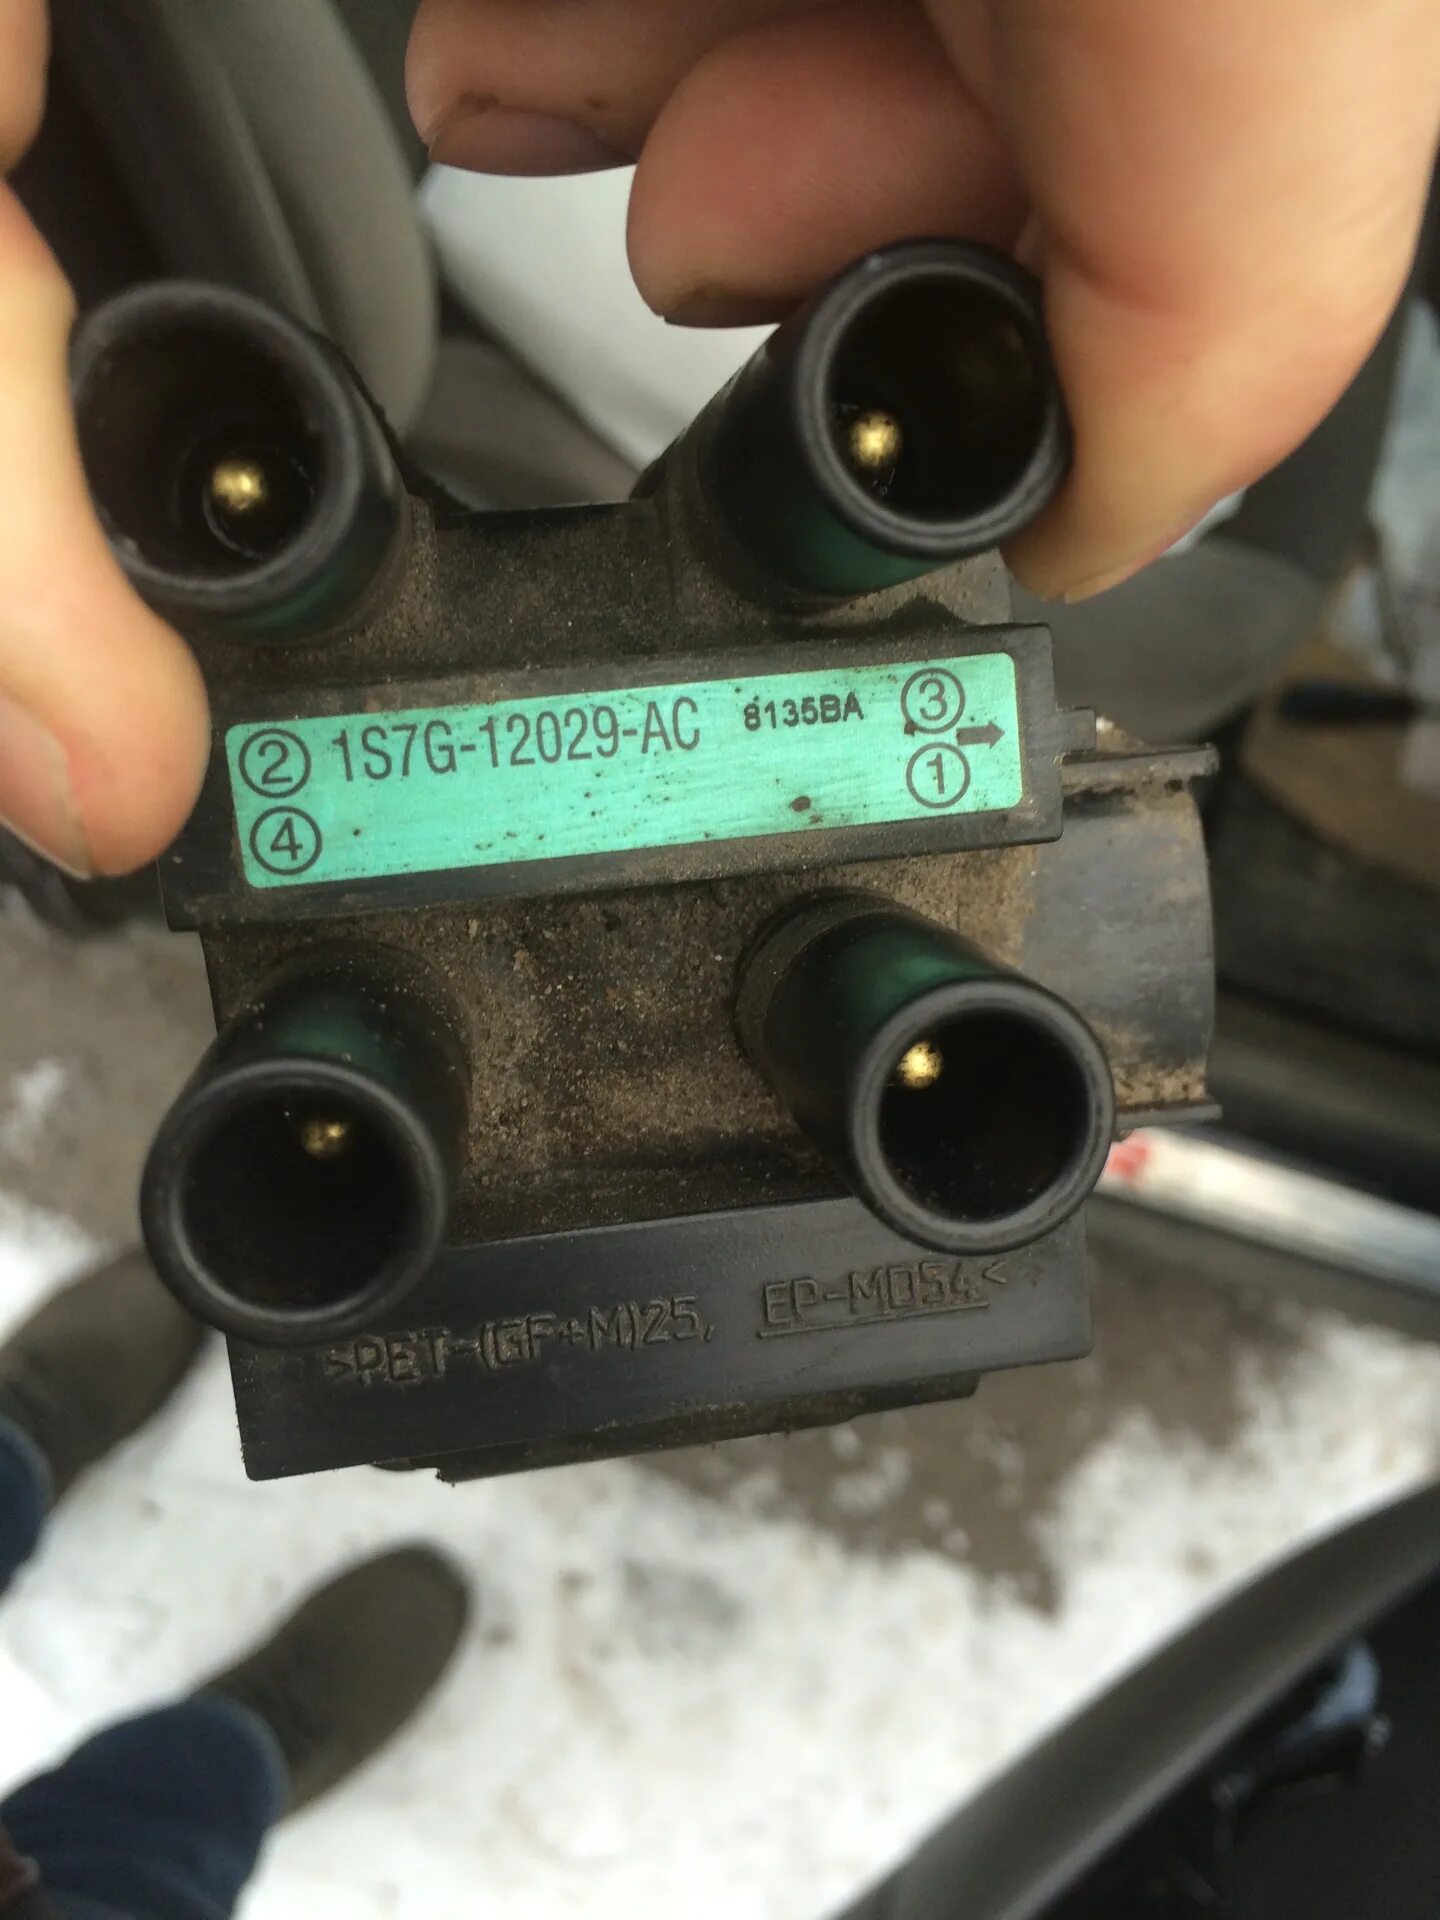 ② 1S7G-12029-AC 8135BA ③
④ ①
>PET-(GF+M)25, EP-MD54<